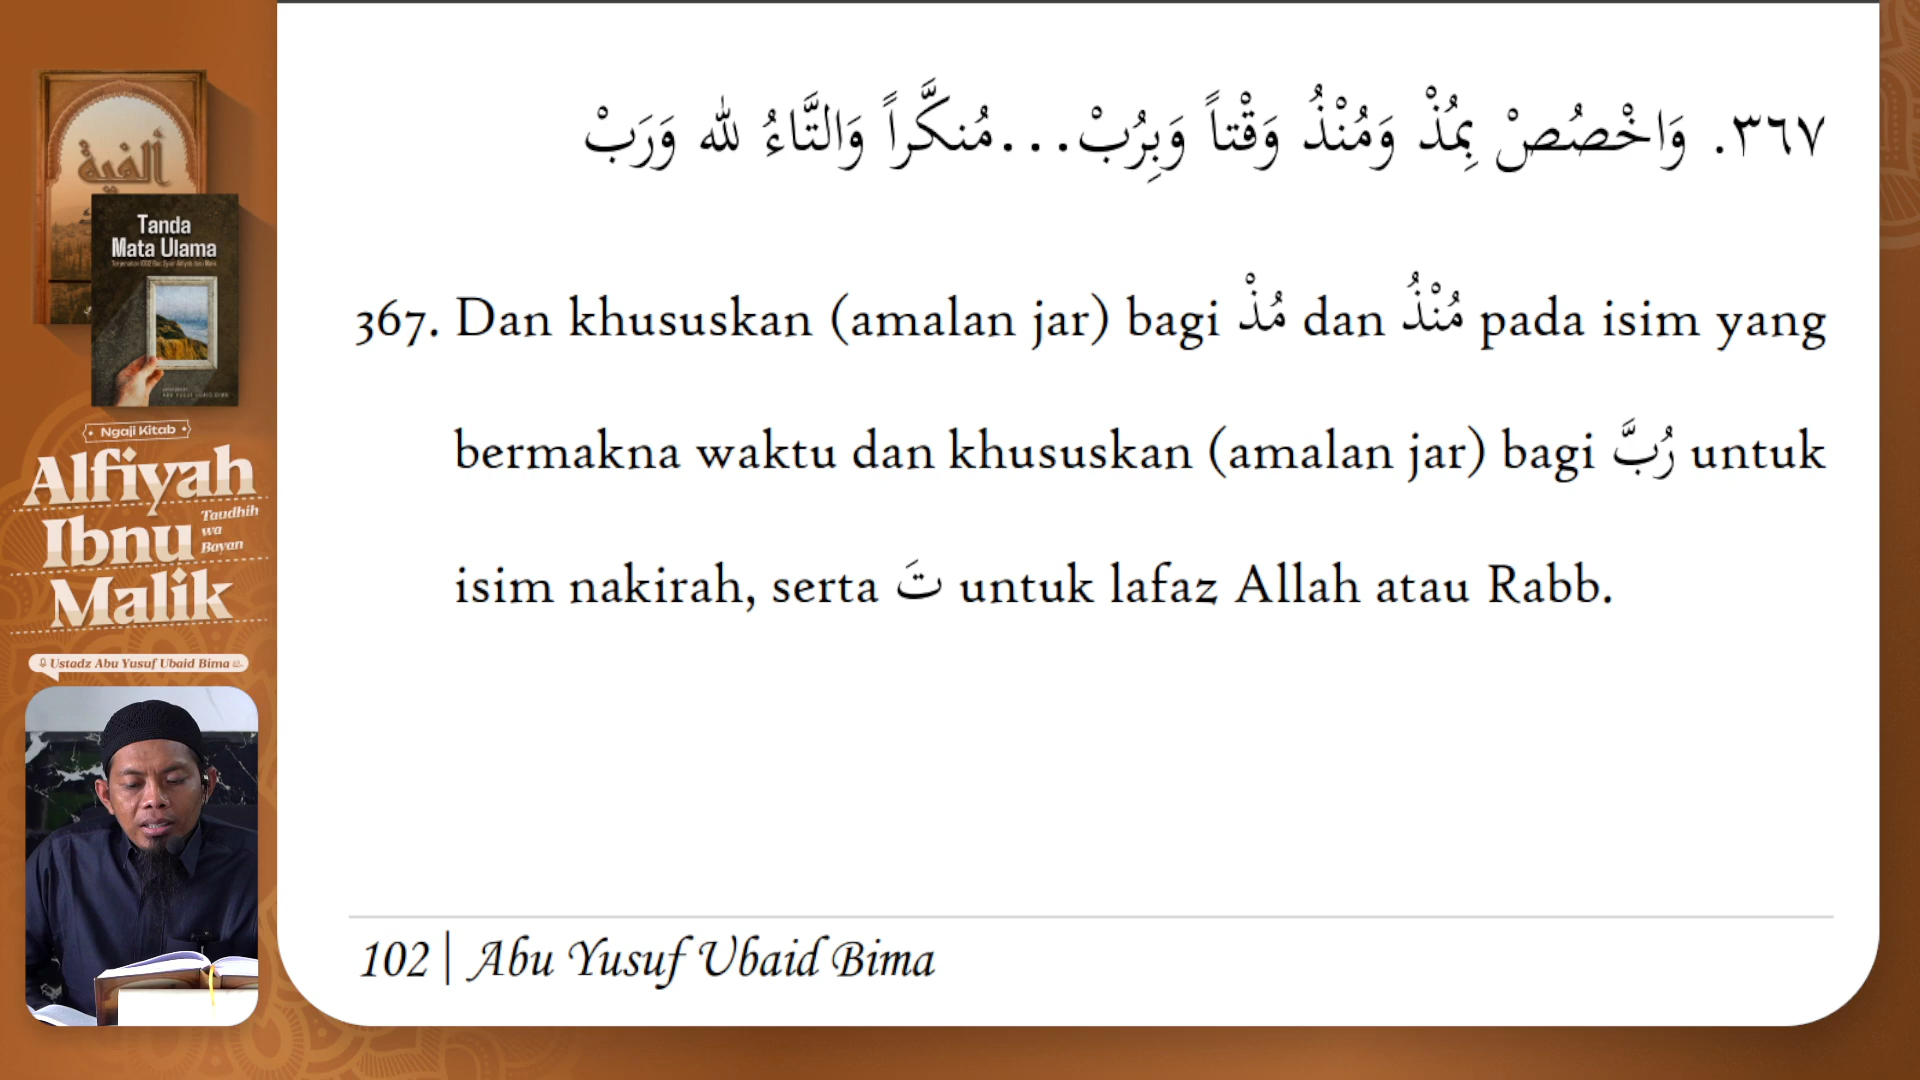 ألفية
Tanda
Mata Ulama
Ngaji Kitab
Alfiyah
Ibnu
Malik
Taudhih
wa
Bayan
Ustadz Abu Yusuf Ubaid Bima
٣٦٧. وَاخْصُصْ بِمُذْ وَمُنْذُ وَقْتاً وَبِرُبْ...مُنكَّراً وَالتَّاءُ لله وَرَبْ
367. Dan khususkan (amalan jar) bagi مُذْ dan مُنْذُ pada isim yang
bermakna waktu dan khususkan (amalan jar) bagi رُبَّ untuk
isim nakirah, serta تَ untuk lafaz Allah atau Rabb.
102 | Abu Yusuf Ubaid Bima